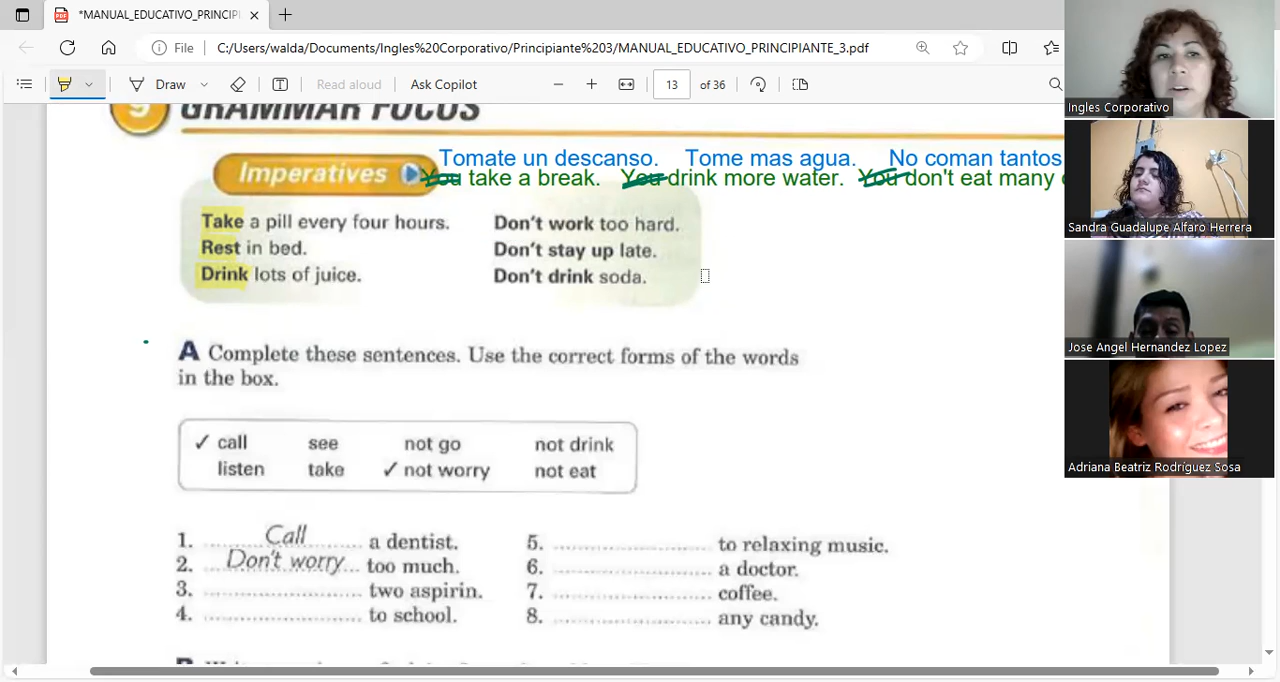 *MANUAL_EDUCATIVO_PRINCIPI
File C:/Users/walda/Documents/Ingles%20Corporativo/Principiante%203/MANUAL_EDUCATIVO_PRINCIPIANTE_3.pdf
Draw Read aloud Ask Copilot 13 of 36
9 GRAMMAR FOCUS
Tomate un descanso. Tome mas agua. No coman tantos
Imperatives You take a break. You drink more water. You don't eat many
Take a pill every four hours. Don't work too hard.
Rest in bed. Don't stay up late.
Drink lots of juice. Don't drink soda.
A Complete these sentences. Use the correct forms of the words
in the box.
✓ call see not go not drink
listen take ✓ not worry not eat
1. Call a dentist. 5. to relaxing music.
2. Don't worry too much. 6. a doctor.
3. two aspirin. 7. coffee.
4. to school. 8. any candy.
Ingles Corporativo
Sandra Guadalupe Alfaro Herrera
Jose Angel Hernandez Lopez
Adriana Beatriz Rodríguez Sosa